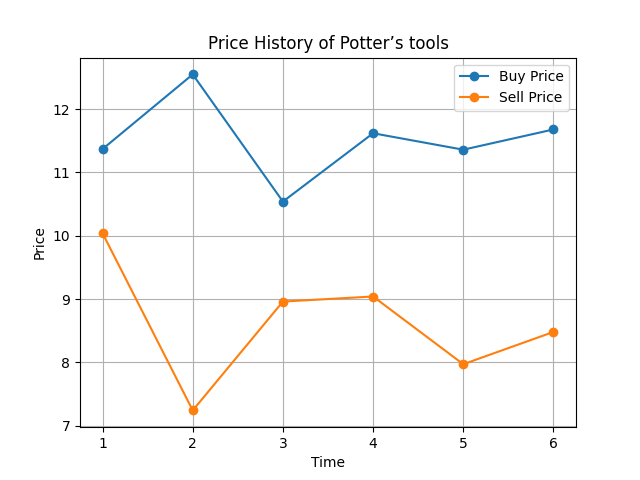 Price History of Potter’s tools
Buy Price
Sell Price
12
11
10
9
8
7
Price
1 2 3 4 5 6
Time